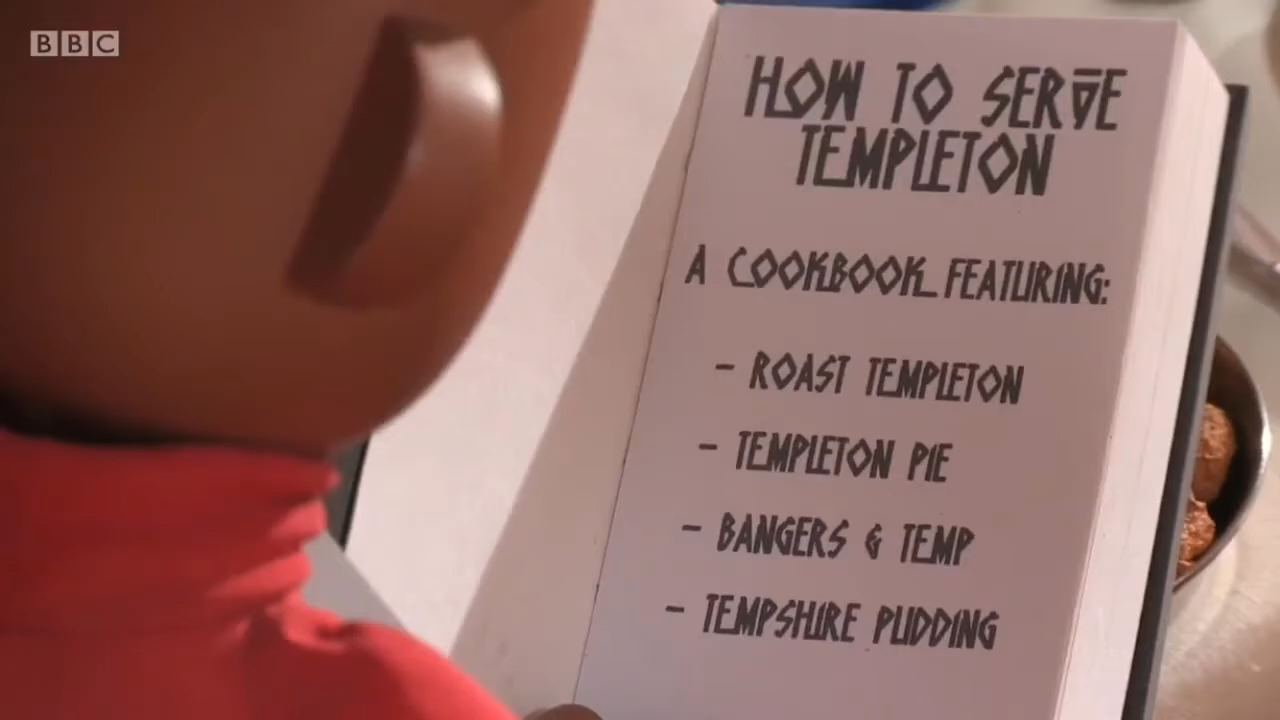 BBC
HOW TO SERVE
TEMPLETON
A COOKBOOK FEATURING:
- ROAST TEMPLETON
- TEMPLETON PIE
- BANGERS & TEMP
- TEMPSHIRE PUDDING